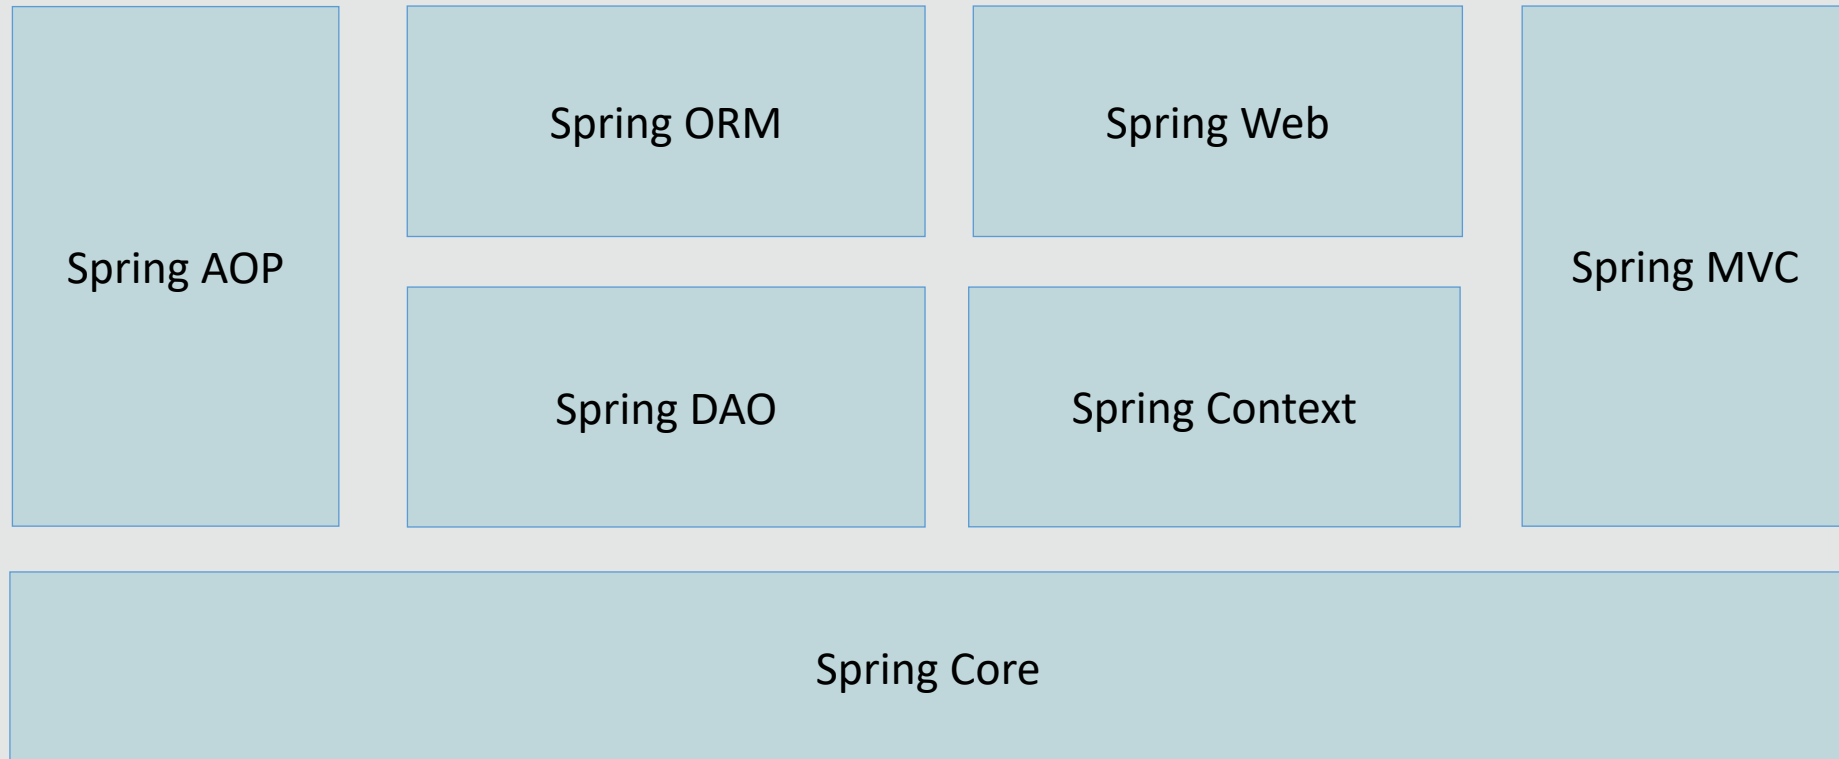 Spring AOP
Spring ORM
Spring Web
Spring MVC
Spring DAO
Spring Context
Spring Core